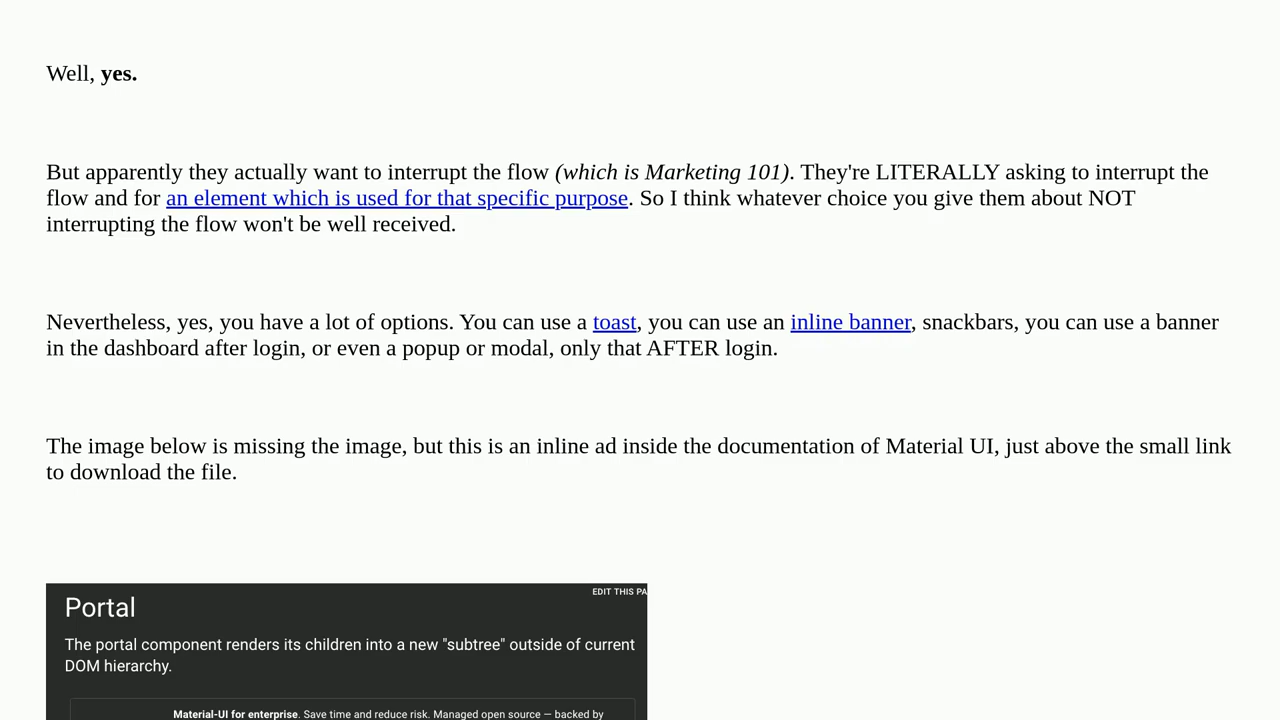 Well, yes.
But apparently they actually want to interrupt the flow (which is Marketing 101). They're LITERALLY asking to interrupt the
flow and for an element which is used for that specific purpose. So I think whatever choice you give them about NOT
interrupting the flow won't be well received.
Nevertheless, yes, you have a lot of options. You can use a toast, you can use an inline banner, snackbars, you can use a banner
in the dashboard after login, or even a popup or modal, only that AFTER login.
The image below is missing the image, but this is an inline ad inside the documentation of Material UI, just above the small link
to download the file.
EDIT THIS PA
Portal
The portal component renders its children into a new "subtree" outside of current
DOM hierarchy.
Material-UI for enterprise. Save time and reduce risk. Managed open source — backed by